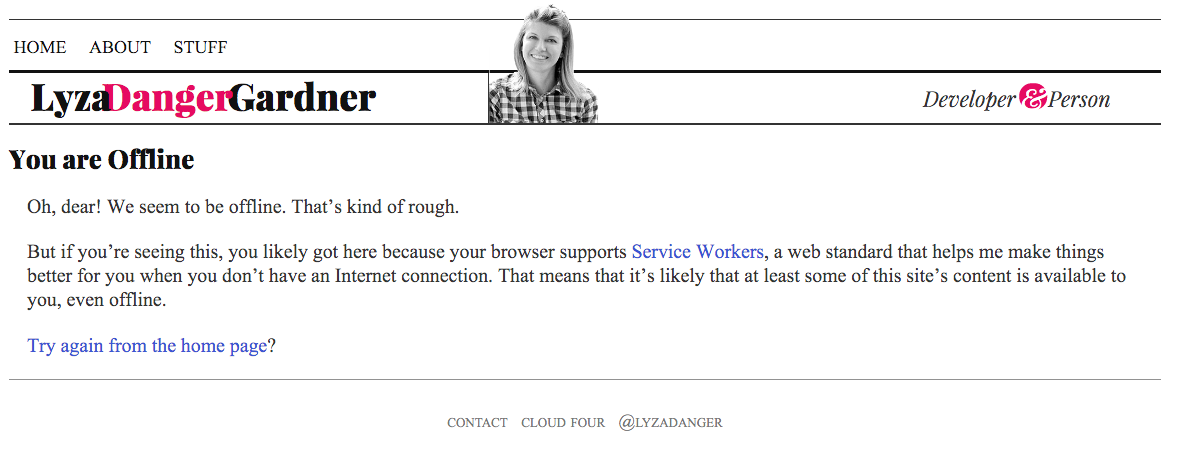 HOME ABOUT STUFF
LyzaDangerGardner
Developer & Person
You are Offline
Oh, dear! We seem to be offline. That’s kind of rough.
But if you’re seeing this, you likely got here because your browser supports Service Workers, a web standard that helps me make things
better for you when you don’t have an Internet connection. That means that it’s likely that at least some of this site’s content is available to
you, even offline.
Try again from the home page?
CONTACT CLOUD FOUR @LYZADANGER